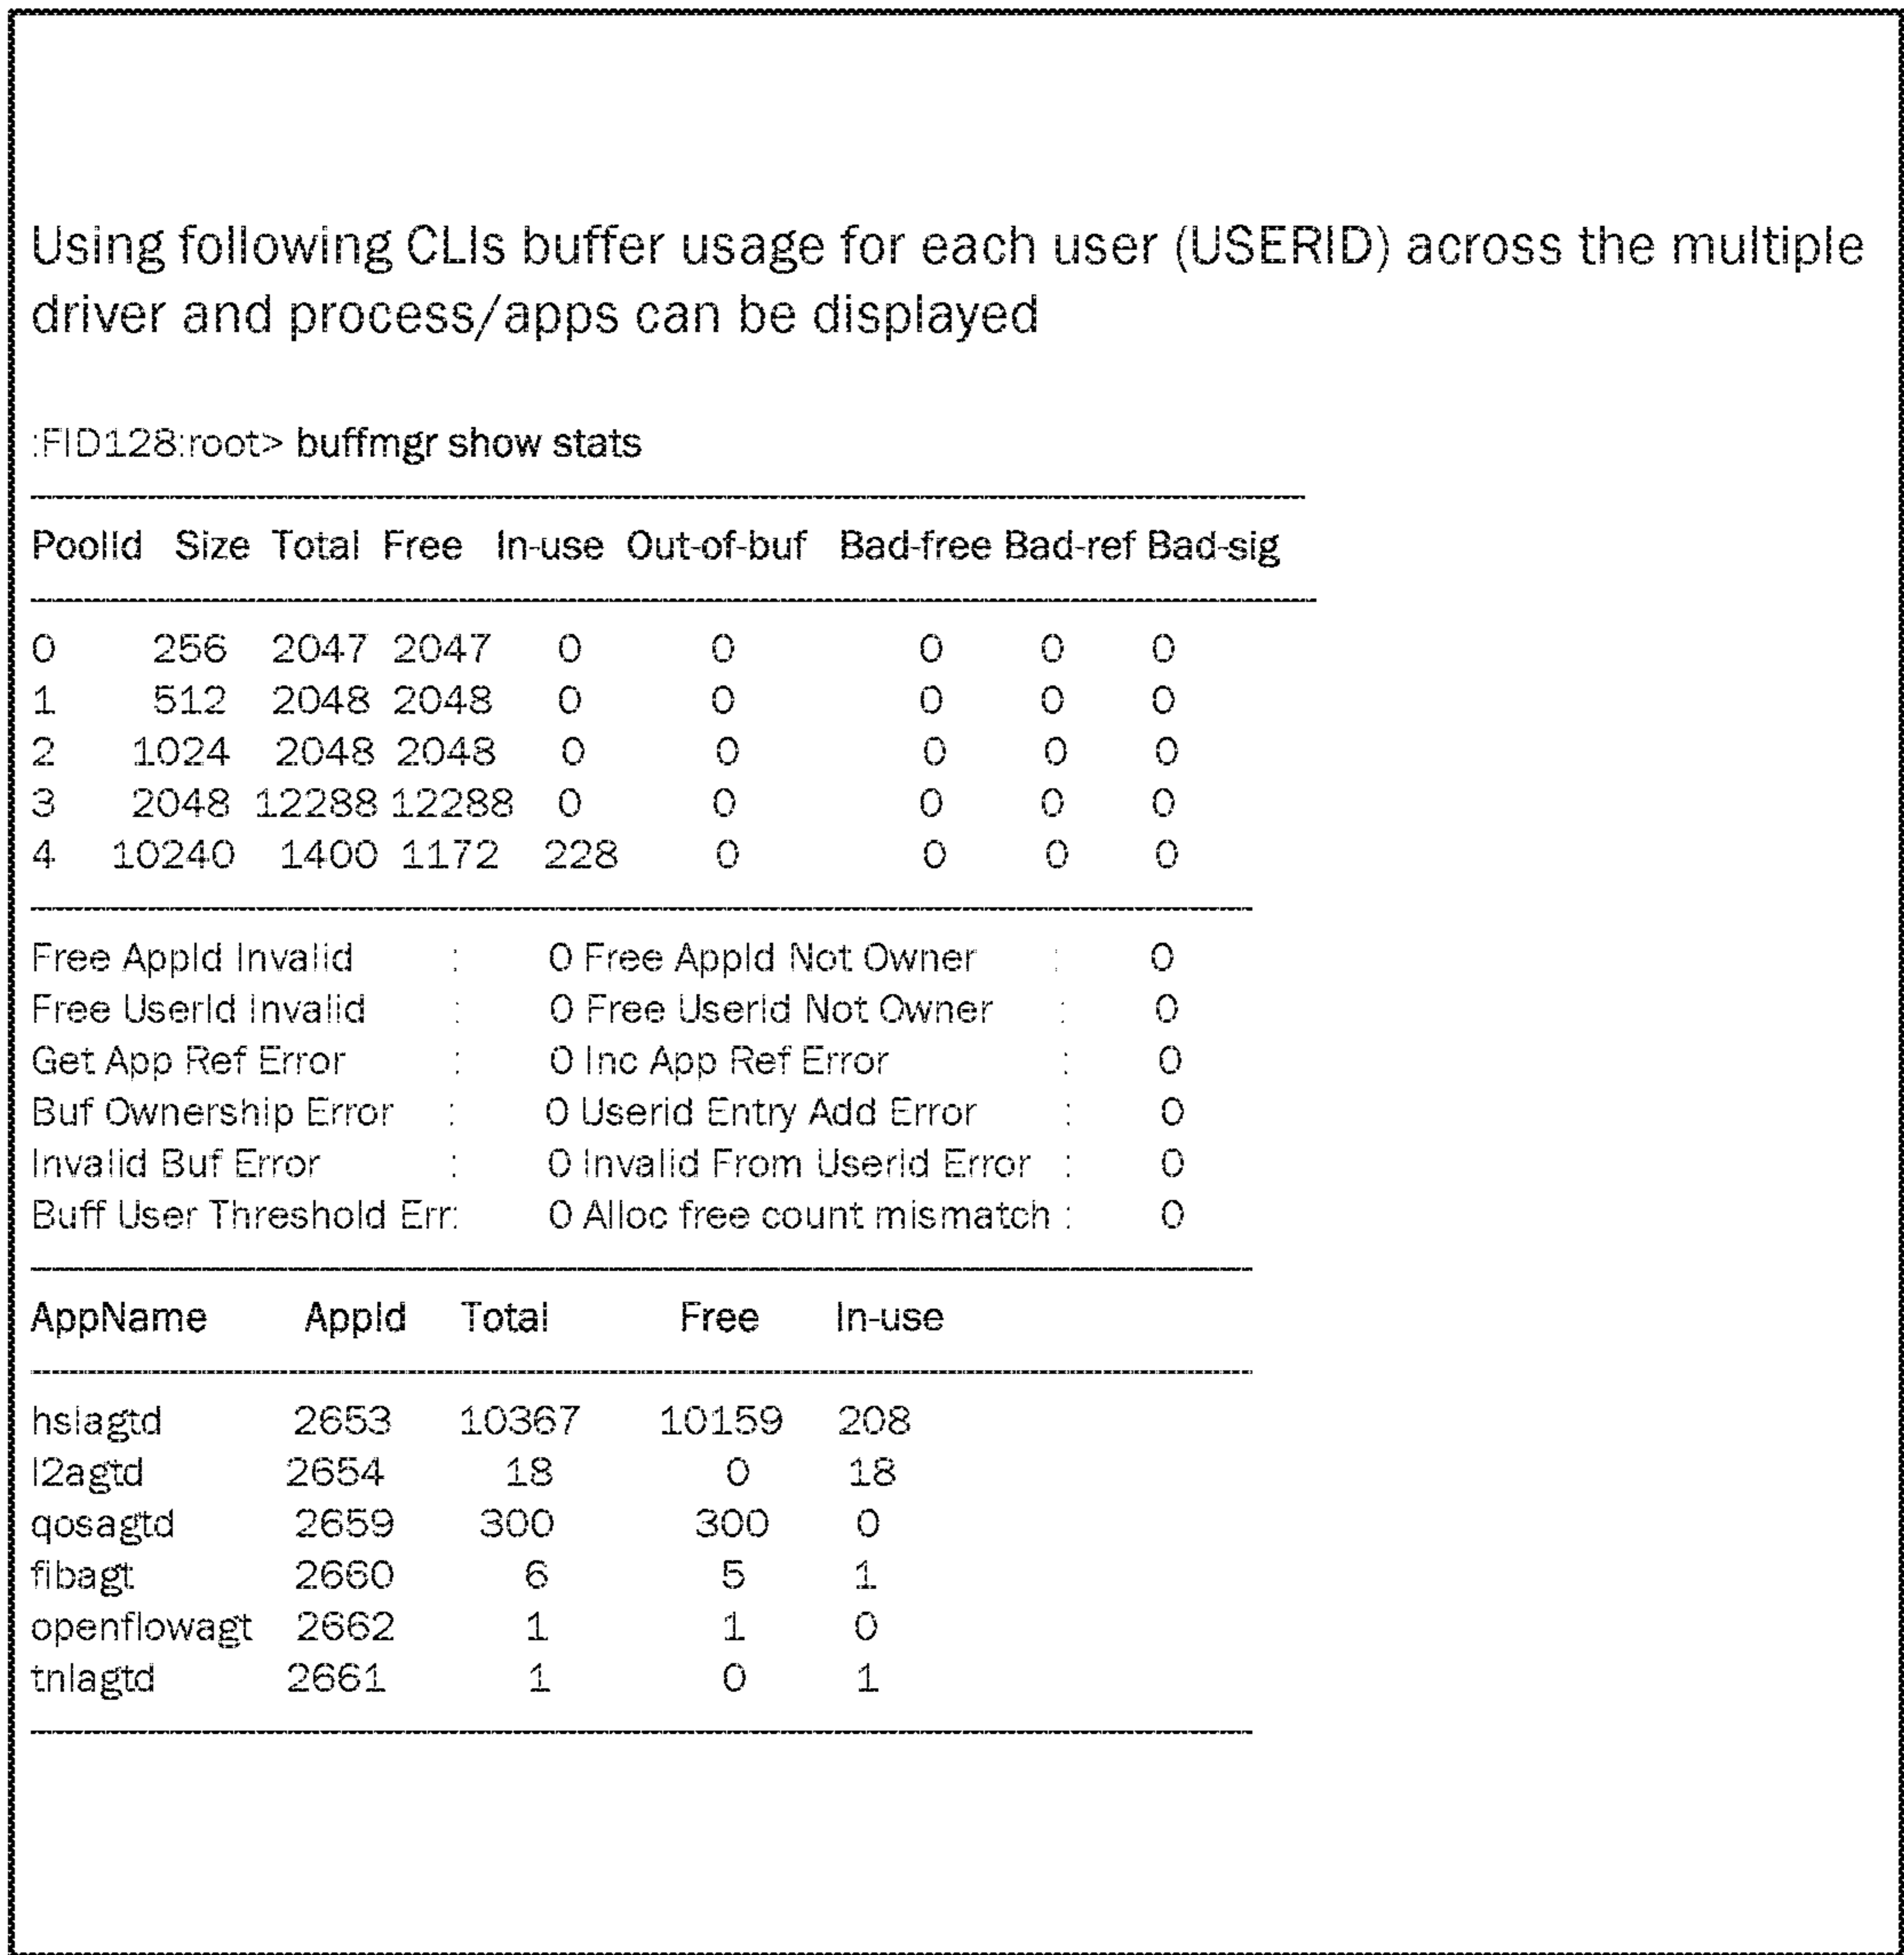 Using following CLIs buffer usage for each user (USERID) across the multiple
driver and process/apps can be displayed
:FID128:root> buffmgr show stats
PoolId Size Total Free In-use Out-of-buf Bad-free Bad-ref Bad-sig
0 256 2047 2047 0 0 0 0 0
1 512 2048 2048 0 0 0 0 0
2 1024 2048 2048 0 0 0 0 0
3 2048 12288 12288 0 0 0 0 0
4 10240 1400 1172 228 0 0 0 0
Free AppId Invalid : 0 Free AppId Not Owner : 0
Free UserId Invalid : 0 Free UserId Not Owner : 0
Get App Ref Error : 0 Inc App Ref Error : 0
Buf Ownership Error : 0 Userid Entry Add Error : 0
Invalid Buf Error : 0 Invalid From UserId Error : 0
Buff User Threshold Err: 0 Alloc free count mismatch : 0
AppName AppId Total Free In-use
hslagtd 2653 10367 10159 208
l2agtd 2654 18 0 18
qosagtd 2659 300 300 0
fibagt 2660 6 5 1
openflowagt 2662 1 1 0
tnlagtd 2661 1 0 1